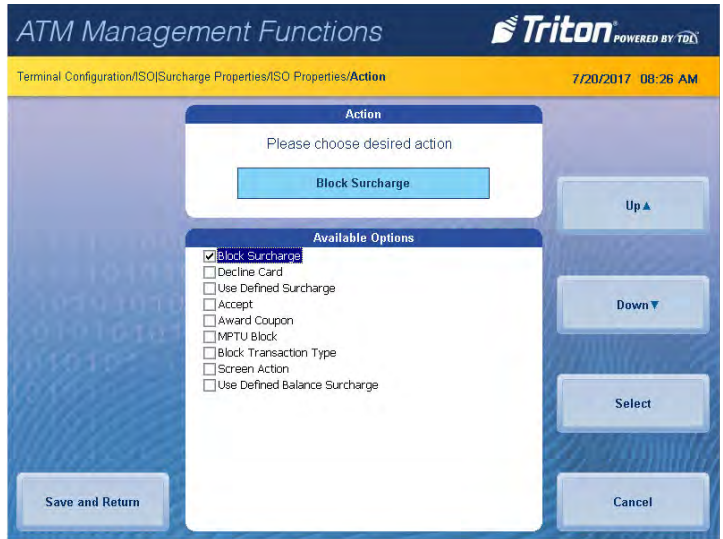 ATM Management Functions
Triton POWERED BY TDL
Terminal Configuration/ISO|Surcharge Properties/ISO Properties/Action
7/20/2017 08:26 AM
Action
Please choose desired action
Block Surcharge
Available Options
Block Surcharge
Decline Card
Use Defined Surcharge
Accept
Award Coupon
MPTU Block
Block Transaction Type
Screen Action
Use Defined Balance Surcharge
Up▲
Down▼
Select
Save and Return
Cancel